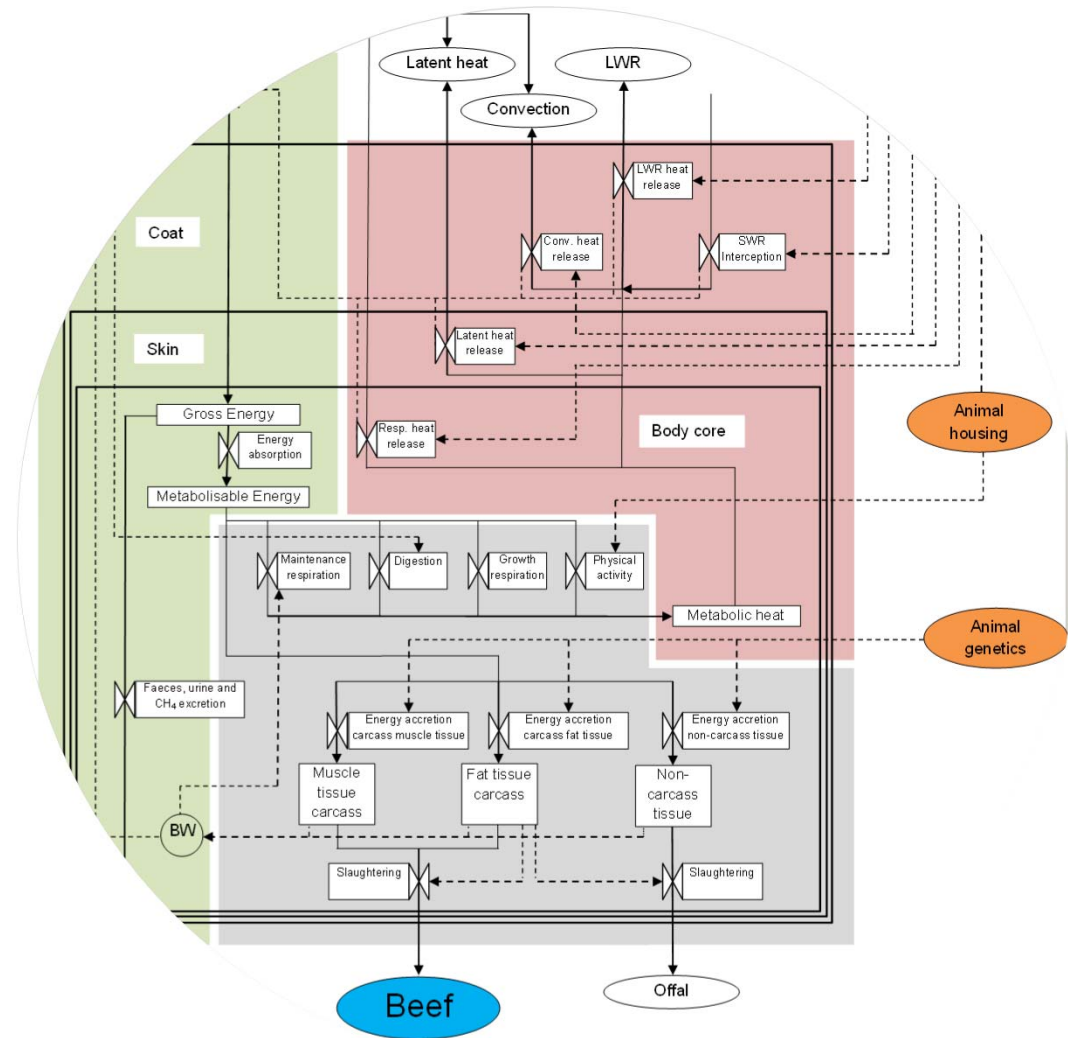 Latent heat
LWR
Convection
LWR heat
release
Coat
Conv. heat
release
SWR
Interception
Skin
Latent heat
release
Gross Energy
Animal
housing
Resp. heat
release
Body core
Energy
absorption
Metabolisable Energy
Maintenance
respiration
Digestion
Growth
respiration
Physical
activity
Metabolic heat
Animal
genetics
Faeces, urine and
CH₄ excretion
Energy accretion
carcass muscle tissue
Energy accretion
carcass fat tissue
Energy accretion
non-carcass tissue
Muscle
tissue
carcass
Fat tissue
carcass
Non-
carcass
tissue
BW
Slaughtering
Slaughtering
Beef
Offal